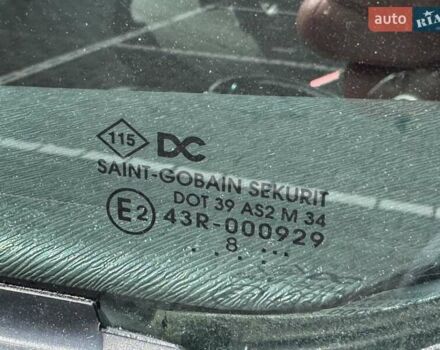 auto RIA
115 DC
SAINT-GOBAIN SEKURIT
DOT 39 AS2 M 34
E2 43R-000929
. . 8 . . .